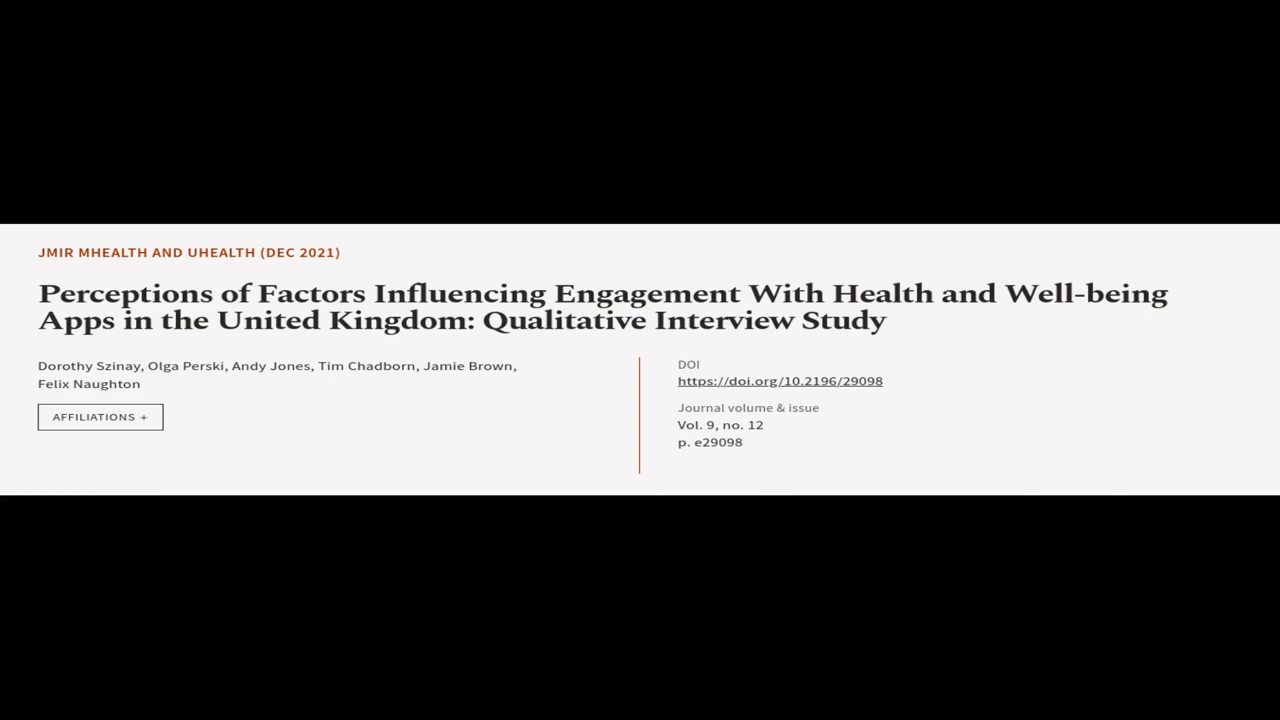 JMIR MHEALTH AND UHEALTH (DEC 2021)
Perceptions of Factors Influencing Engagement With Health and Well-being
Apps in the United Kingdom: Qualitative Interview Study
Dorothy Szinay, Olga Perski, Andy Jones, Tim Chadborn, Jamie Brown,
Felix Naughton
AFFILIATIONS +
DOI
https://doi.org/10.2196/29098
Journal volume & issue
Vol. 9, no. 12
p. e29098